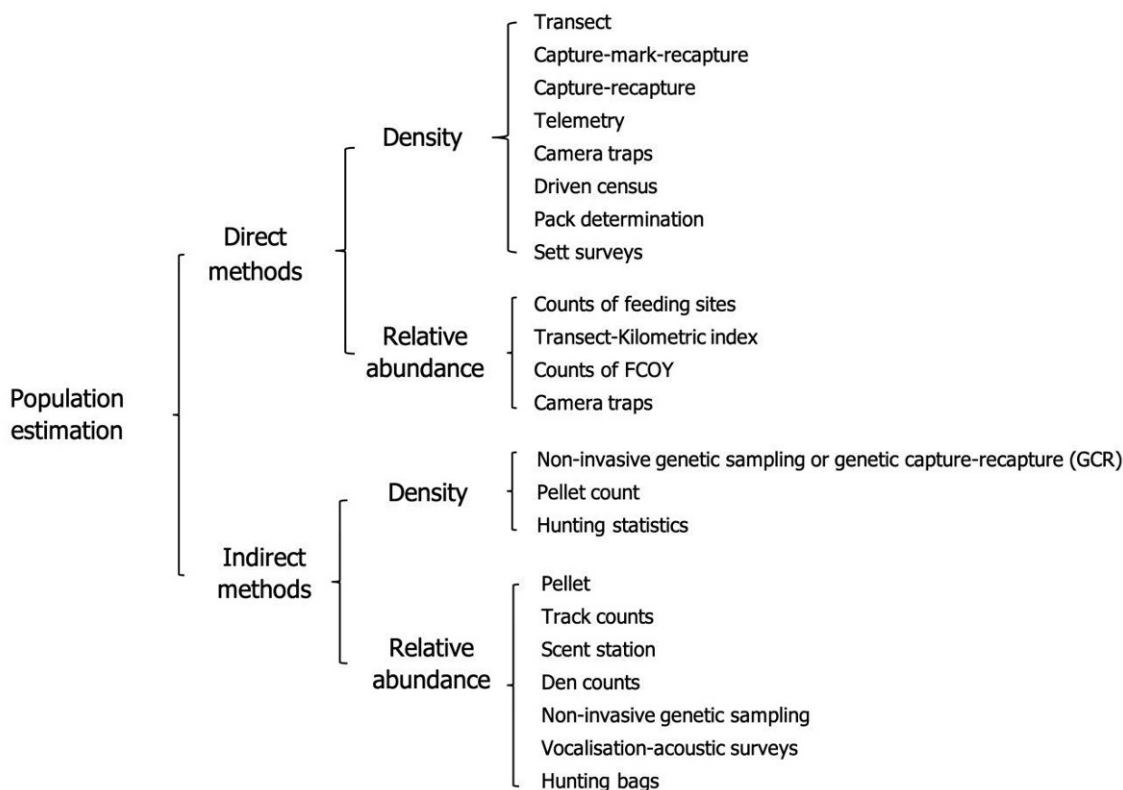 Population
estimation
Direct
methods
Density
Transect
Capture-mark-recapture
Capture-recapture
Telemetry
Camera traps
Driven census
Pack determination
Sett surveys
Relative
abundance
Counts of feeding sites
Transect-Kilometric index
Counts of FCOY
Camera traps
Indirect
methods
Density
Non-invasive genetic sampling or genetic capture-recapture (GCR)
Pellet count
Hunting statistics
Relative
abundance
Pellet
Track counts
Scent station
Den counts
Non-invasive genetic sampling
Vocalisation-acoustic surveys
Hunting bags